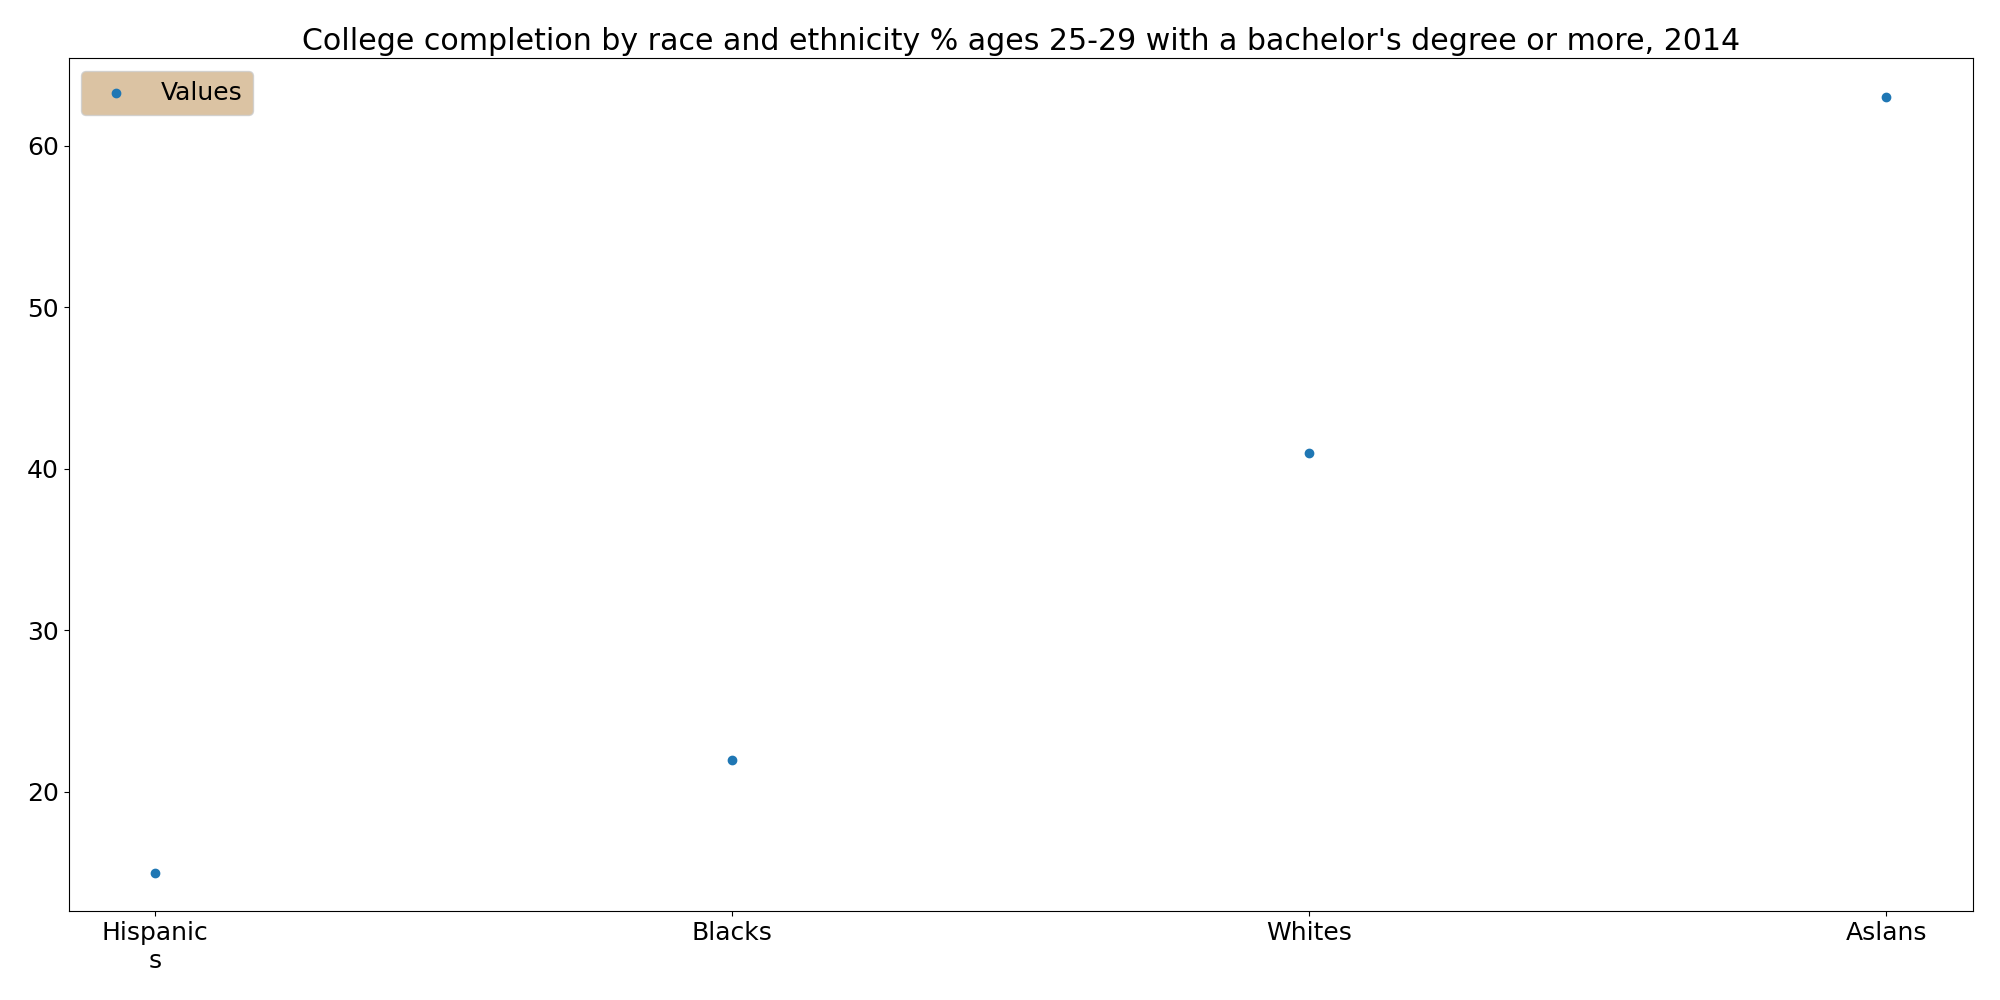 College completion by race and ethnicity % ages 25-29 with a bachelor's degree or more, 2014
Values
60
50
40
30
20
Hispanic
s
Blacks
Whites
Aslans